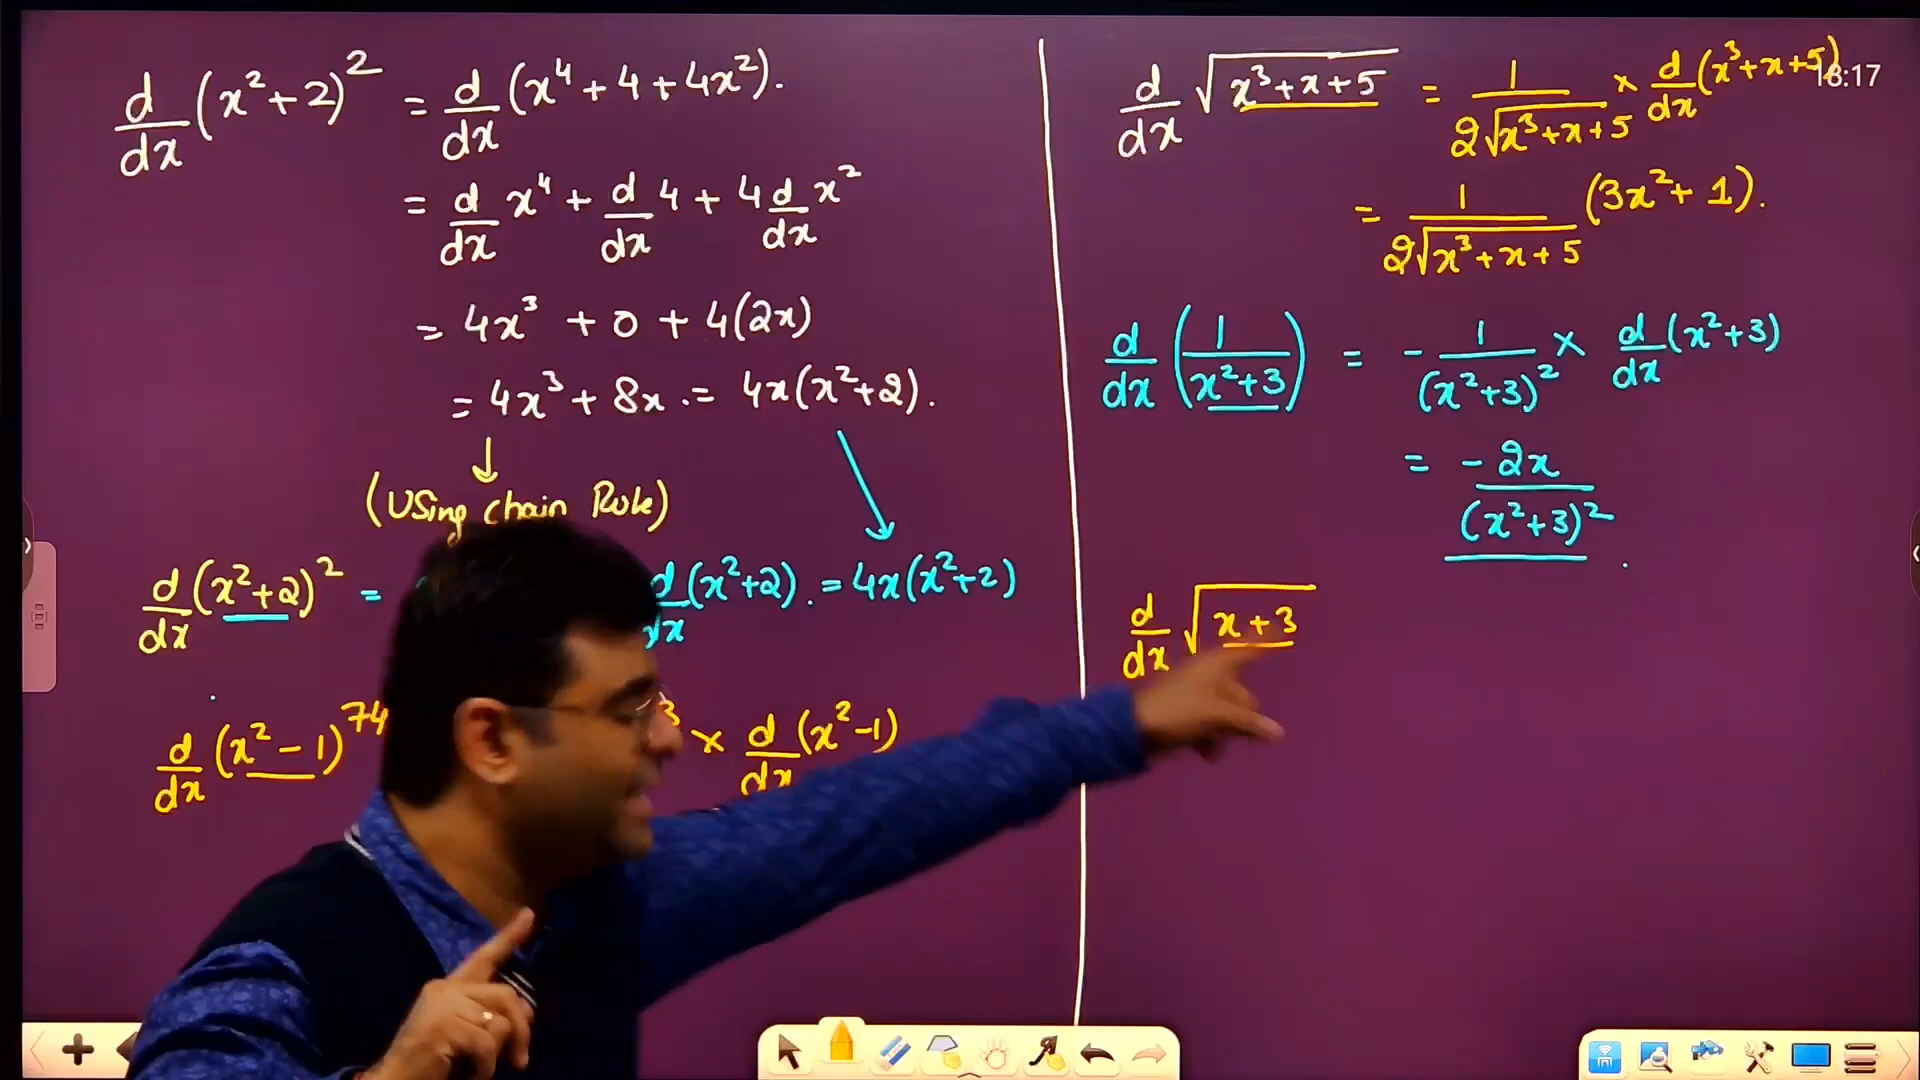 d/dx (x²+2)² = d/dx (x⁴ + 4 + 4x²).
= d/dx x⁴ + d/dx 4 + 4 d/dx x²
= 4x³ + 0 + 4(2x)
= 4x³ + 8x . = 4x(x²+2).
(Using chain Rule)
d/dx (x²+2)² = d/dx (x²+2) . = 4x(x²+2)
d/dx (x² - 1)⁷⁴ ³ × d/dx (x²-1)
d/dx √(x³+x+5) = 1/(2√(x³+x+5)) × d/dx (x³+x+5)
18:17
= 1/(2√(x³+x+5)) (3x²+1).
d/dx (1/(x²+3)) = - 1/(x²+3)² × d/dx (x²+3)
= -2x/(x²+3)² .
d/dx √(x+3)